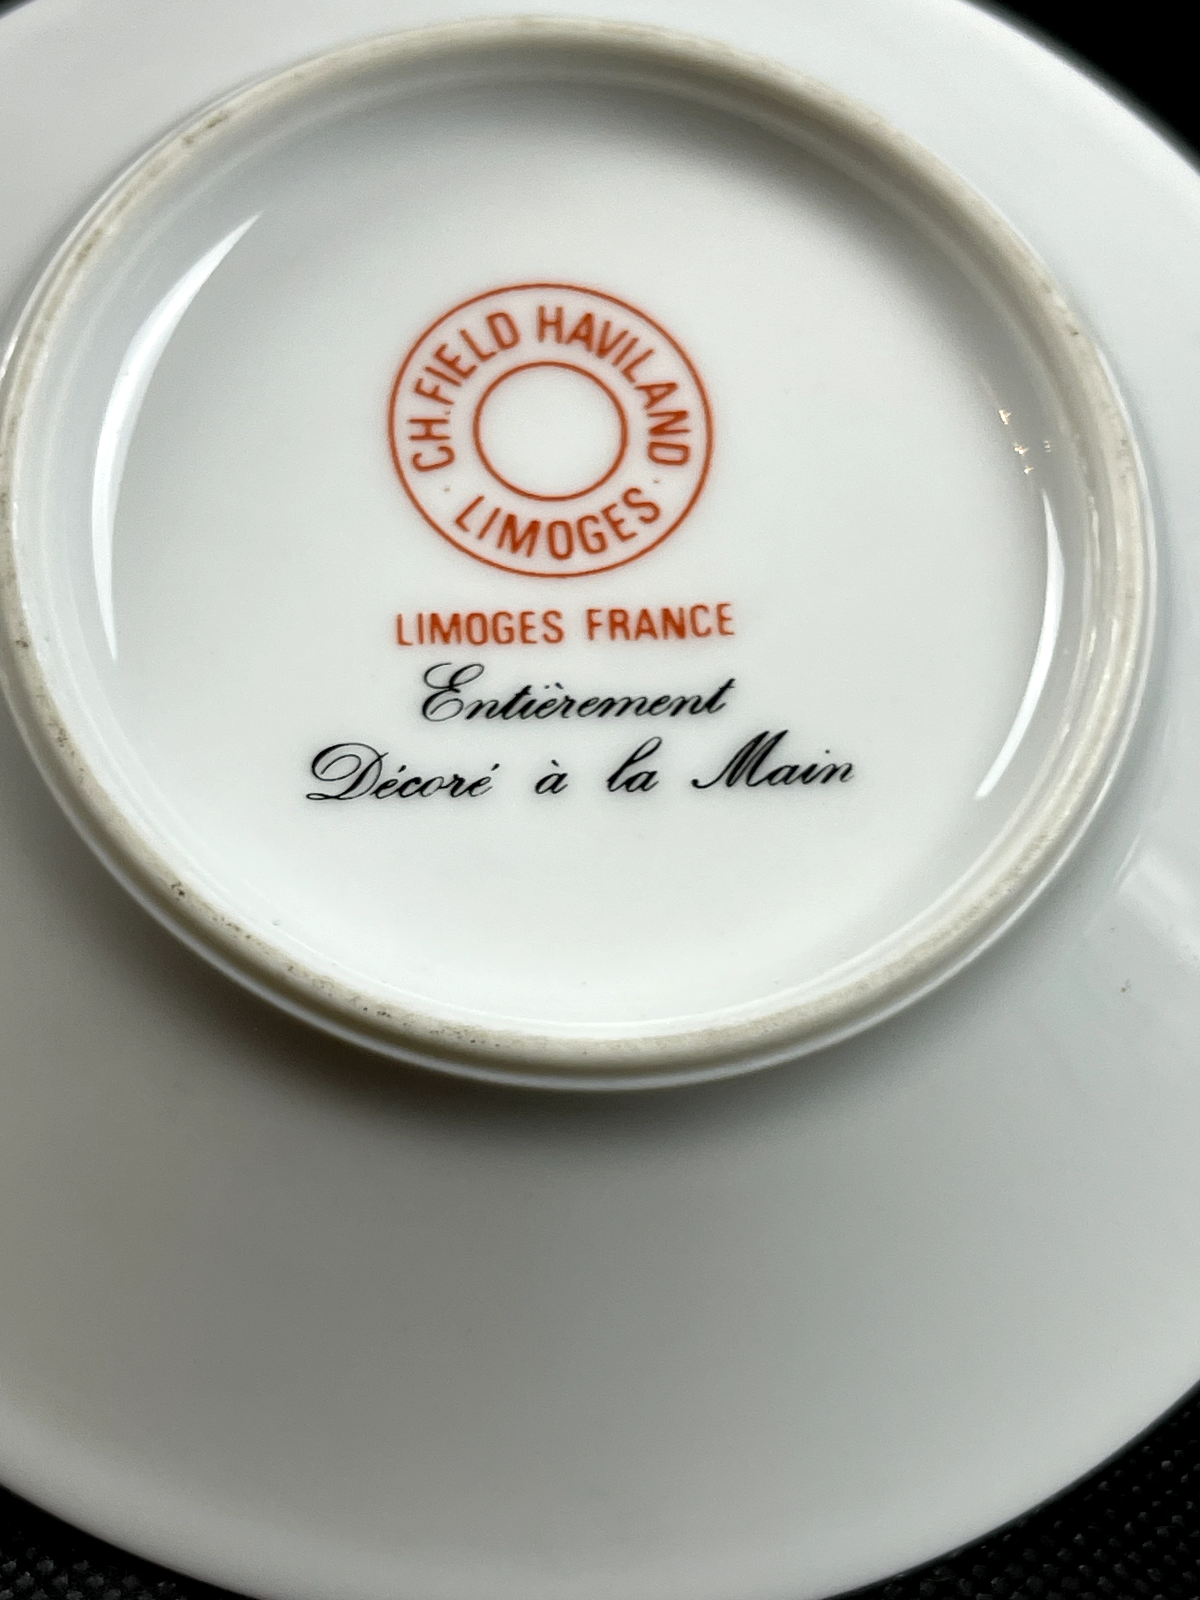 CH.FIELD HAVILAND
· LIMOGES ·
LIMOGES FRANCE
Entièrement
Décoré à la Main